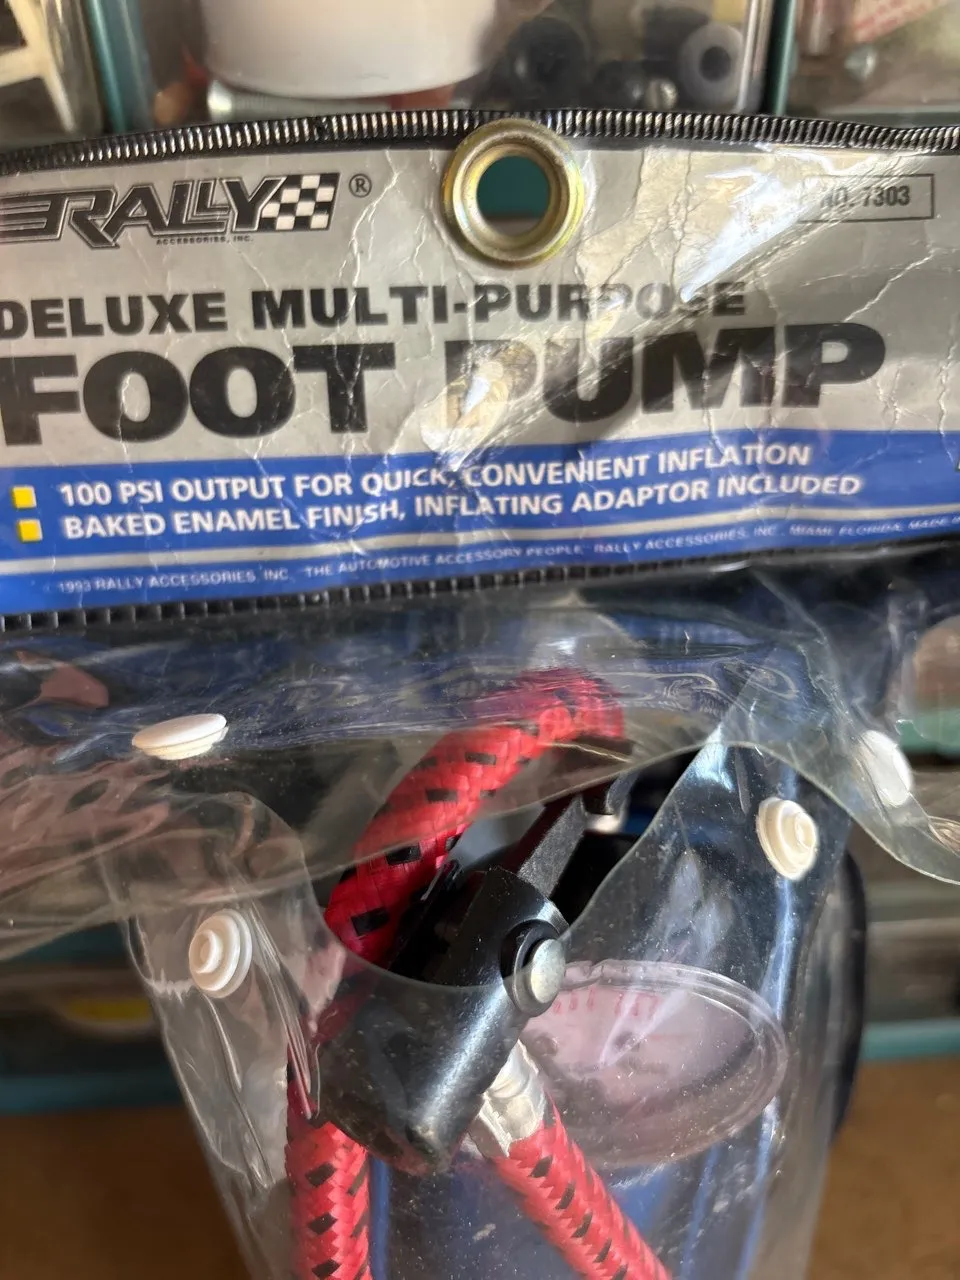 RALLY®
ACCESSORIES, INC.
NO. 7303
DELUXE MULTI-PURPOSE
FOOT PUMP
100 PSI OUTPUT FOR QUICK, CONVENIENT INFLATION
BAKED ENAMEL FINISH, INFLATING ADAPTOR INCLUDED
1993 RALLY ACCESSORIES, INC. THE AUTOMOTIVE ACCESSORY PEOPLE, RALLY ACCESSORIES, INC., MIAMI, FLORIDA, MADE